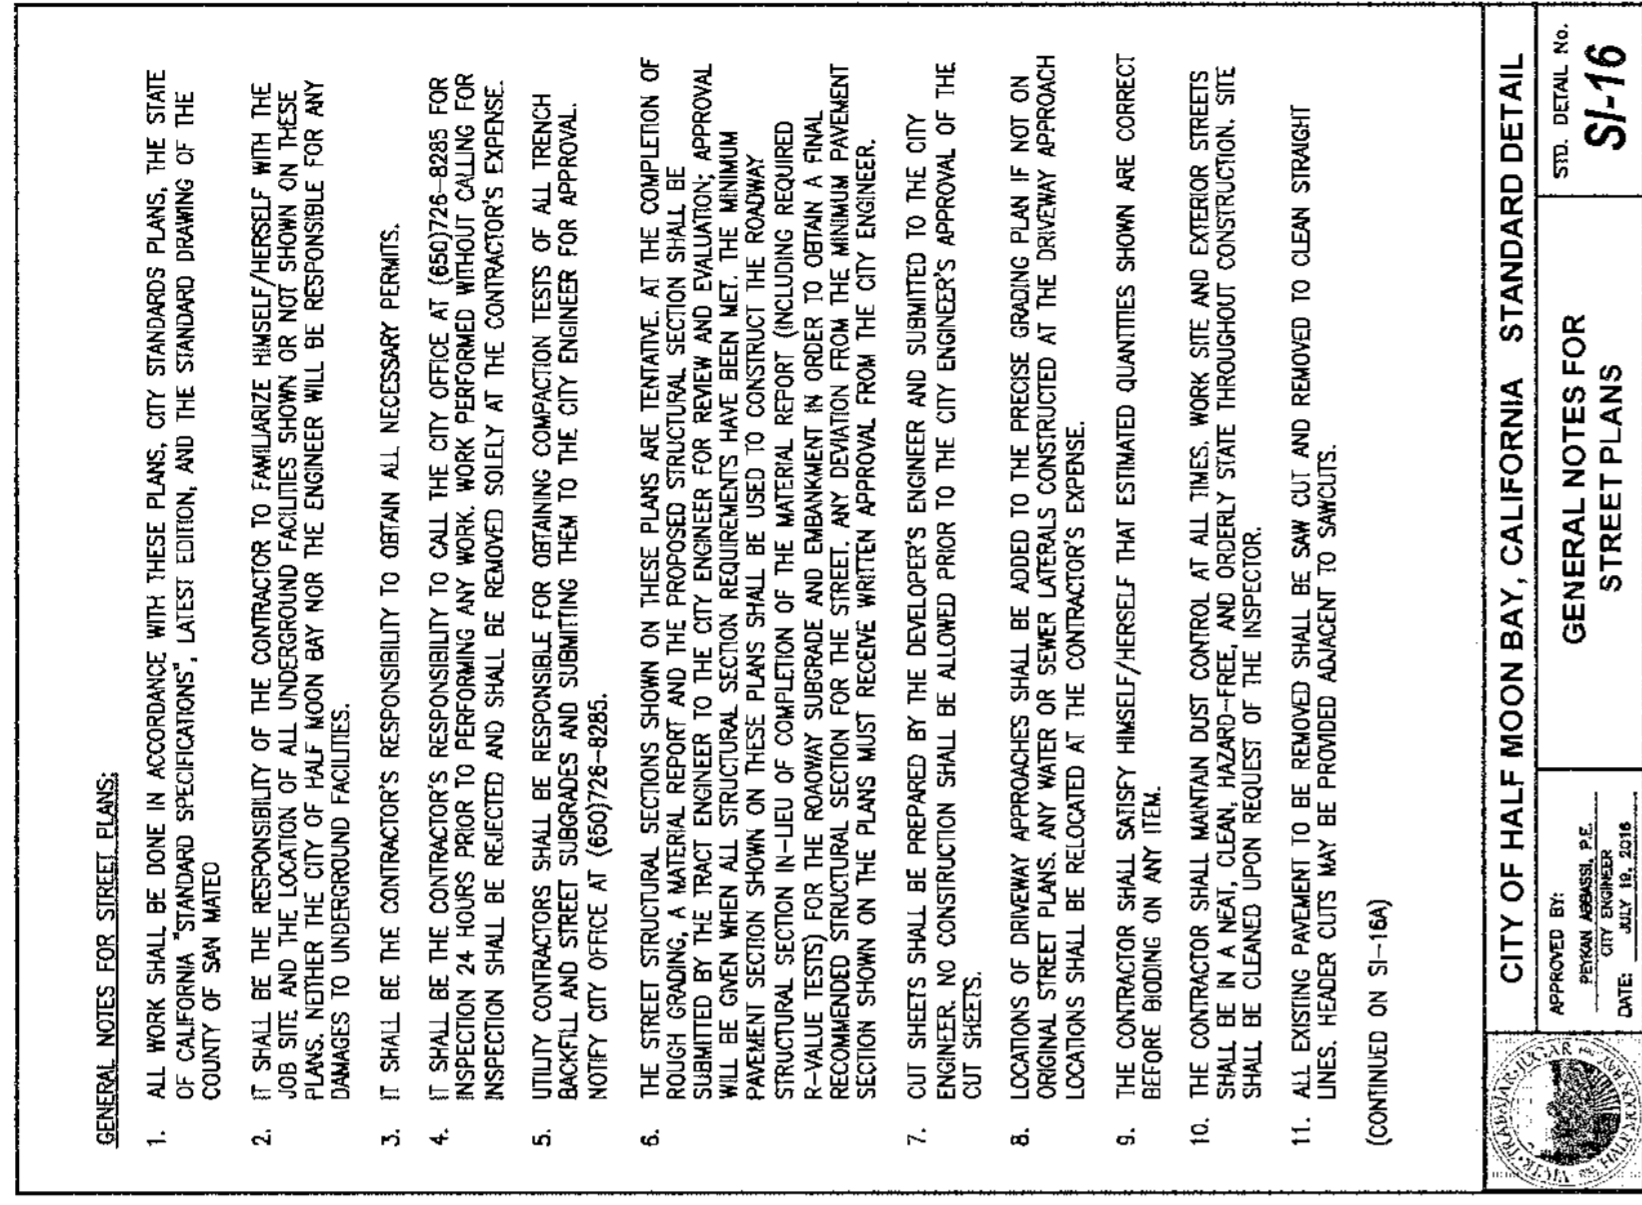 GENERAL NOTES FOR STREET PLANS:
1. ALL WORK SHALL BE DONE IN ACCORDANCE WITH THESE PLANS, CITY STANDARDS PLANS, THE STATE
OF CALIFORNIA "STANDARD SPECIFICATIONS", LATEST EDITION, AND THE STANDARD DRAWING OF THE
COUNTY OF SAN MATEO
2. IT SHALL BE THE RESPONSIBILITY OF THE CONTRACTOR TO FAMILIARIZE HIMSELF/HERSELF WITH THE
JOB SITE AND THE LOCATION OF ALL UNDERGROUND FACILITIES SHOWN OR NOT SHOWN ON THESE
PLANS. NEITHER THE CITY OF HALF MOON BAY NOR THE ENGINEER WILL BE RESPONSIBLE FOR ANY
DAMAGES TO UNDERGROUND FACILITIES.
3. IT SHALL BE THE CONTRACTOR'S RESPONSIBILITY TO OBTAIN ALL NECESSARY PERMITS.
4. IT SHALL BE THE CONTRACTOR'S RESPONSIBILITY TO CALL THE CITY OFFICE AT (650)726-8285 FOR
INSPECTION 24 HOURS PRIOR TO PERFORMING ANY WORK. WORK PERFORMED WITHOUT CALLING FOR
INSPECTION SHALL BE REJECTED AND SHALL BE REMOVED SOLELY AT THE CONTRACTOR'S EXPENSE.
5. UTILITY CONTRACTORS SHALL BE RESPONSIBLE FOR OBTAINING COMPACTION TESTS OF ALL TRENCH
BACKFILL AND STREET SUBGRADES AND SUBMITTING THEM TO THE CITY ENGINEER FOR APPROVAL.
NOTIFY CITY OFFICE AT (650)726-8285.
6. THE STREET STRUCTURAL SECTIONS SHOWN ON THESE PLANS ARE TENTATIVE. AT THE COMPLETION OF
ROUGH GRADING, A MATERIAL REPORT AND THE PROPOSED STRUCTURAL SECTION SHALL BE
SUBMITTED BY THE TRACT ENGINEER TO THE CITY ENGINEER FOR REVIEW AND EVALUATION; APPROVAL
WILL BE GIVEN WHEN ALL STRUCTURAL SECTION REQUIREMENTS HAVE BEEN MET. THE MINIMUM
PAVEMENT SECTION SHOWN ON THESE PLANS SHALL BE USED TO CONSTRUCT THE ROADWAY
STRUCTURAL SECTION IN-LIEU OF COMPLETION OF THE MATERIAL REPORT (INCLUDING REQUIRED
R-VALUE TESTS) FOR THE ROADWAY SUBGRADE AND EMBANKMENT IN ORDER TO OBTAIN A FINAL
RECOMMENDED STRUCTURAL SECTION FOR THE STREET. ANY DEVIATION FROM THE MINIMUM PAVEMENT
SECTION SHOWN ON THE PLANS MUST RECEIVE WRITTEN APPROVAL FROM THE CITY ENGINEER.
7. CUT SHEETS SHALL BE PREPARED BY THE DEVELOPER'S ENGINEER AND SUBMITTED TO THE CITY
ENGINEER. NO CONSTRUCTION SHALL BE ALLOWED PRIOR TO THE CITY ENGINEER'S APPROVAL OF THE
CUT SHEETS.
8. LOCATIONS OF DRIVEWAY APPROACHES SHALL BE ADDED TO THE PRECISE GRADING PLAN IF NOT ON
ORIGINAL STREET PLANS. ANY WATER OR SEWER LATERALS CONSTRUCTED AT THE DRIVEWAY APPROACH
LOCATIONS SHALL BE RELOCATED AT THE CONTRACTOR'S EXPENSE.
9. THE CONTRACTOR SHALL SATISFY HIMSELF/HERSELF THAT ESTIMATED QUANTITIES SHOWN ARE CORRECT
BEFORE BIDDING ON ANY ITEM.
10. THE CONTRACTOR SHALL MAINTAIN DUST CONTROL AT ALL TIMES. WORK SITE AND EXTERIOR STREETS
SHALL BE IN A NEAT, CLEAN, HAZARD-FREE, AND ORDERLY STATE THROUGHOUT CONSTRUCTION. SITE
SHALL BE CLEANED UPON REQUEST OF THE INSPECTOR.
11. ALL EXISTING PAVEMENT TO BE REMOVED SHALL BE SAW CUT AND REMOVED TO CLEAN STRAIGHT
LINES. HEADER CUTS MAY BE PROVIDED ADJACENT TO SAWCUTS.
(CONTINUED ON SI-16A)
CITY OF HALF MOON BAY, CALIFORNIA STANDARD DETAIL
APPROVED BY:
PEYKAN ABBASSI, P.E.
CITY ENGINEER
DATE: JULY 19, 2016
GENERAL NOTES FOR
STREET PLANS
STD. DETAIL No.
SI-16